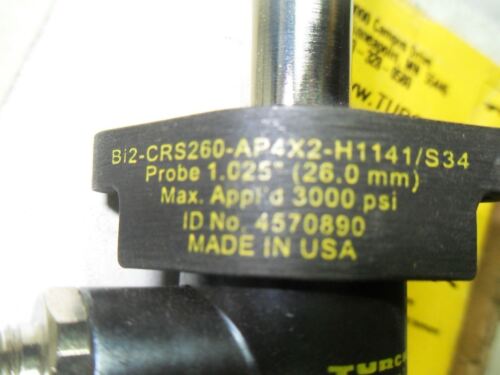 Bi2-CRS260-AP4X2-H1141/S34
Probe 1.025" (26.0 mm)
Max. Appl'd 3000 psi
ID No. 4570890
MADE IN USA